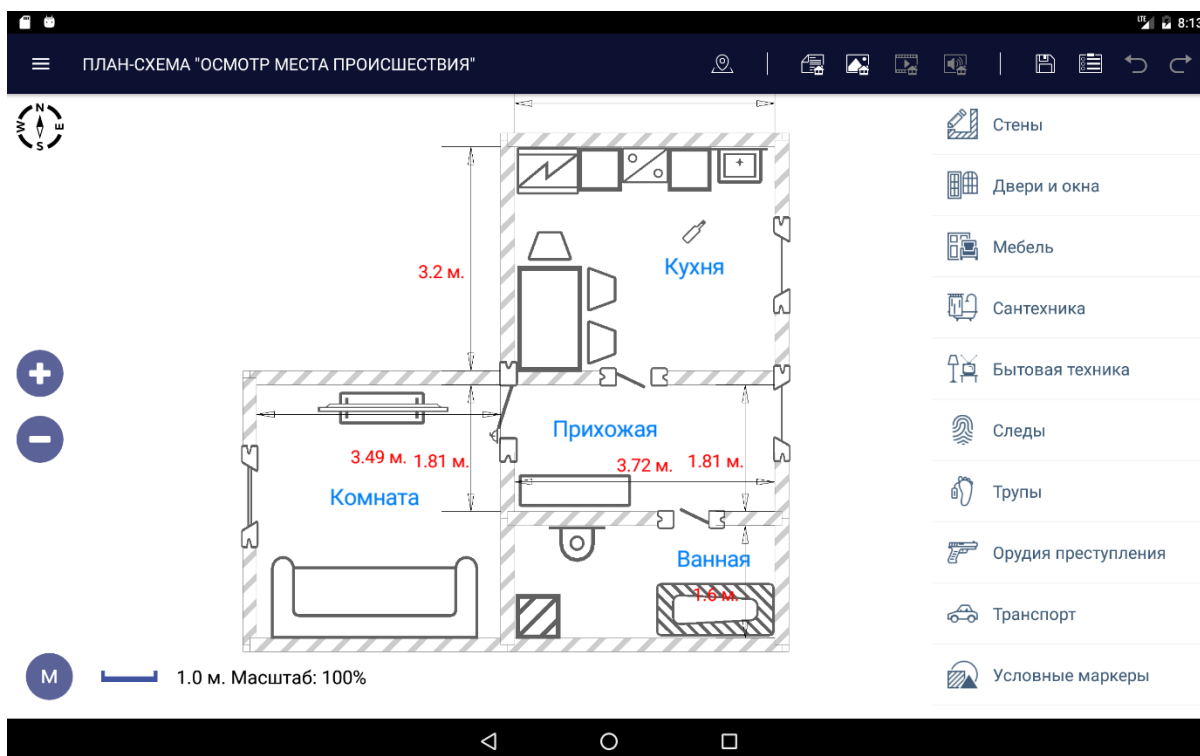 LTE 8:13
ПЛАН-СХЕМА "ОСМОТР МЕСТА ПРОИСШЕСТВИЯ"
N
W E
S
Стены
Двери и окна
Мебель
Сантехника
Бытовая техника
Следы
Трупы
Орудия преступления
Транспорт
Условные маркеры
3.2 м.
Кухня
Прихожая
3.49 м. 1.81 м.
3.72 м. 1.81 м.
Комната
Ванная
1.6 м.
M 1.0 м. Масштаб: 100%